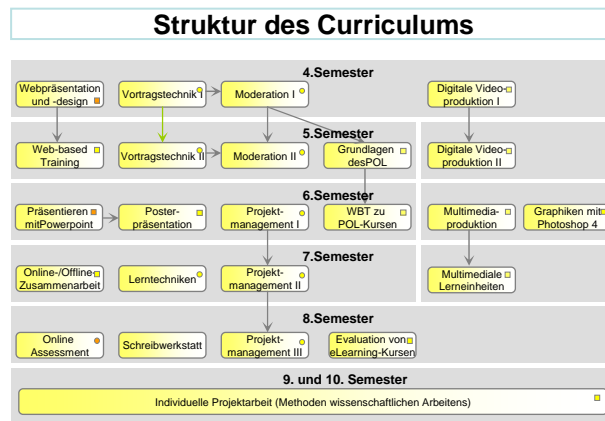 Struktur des Curriculums
4.Semester
Webpräsentation
und -design
Vortragstechnik I
Moderation I
Digitale Video-
produktion I
5.Semester
Web-based
Training
Vortragstechnik II
Moderation II
Grundlagen
desPOL
Digitale Video-
produktion II
6.Semester
Präsentieren
mitPowerpoint
Poster-
präsentation
Projekt-
management I
WBT zu
POL-Kursen
Multimedia-
produktion
Graphiken mit
Photoshop 4
7.Semester
Online-/Offline-
Zusammenarbeit
Lerntechniken
Projekt-
management II
Multimediale
Lerneinheiten
8.Semester
Online
Assessment
Schreibwerkstatt
Projekt-
management III
Evaluation von
eLearning-Kursen
9. und 10. Semester
Individuelle Projektarbeit (Methoden wissenschaftlichen Arbeitens)